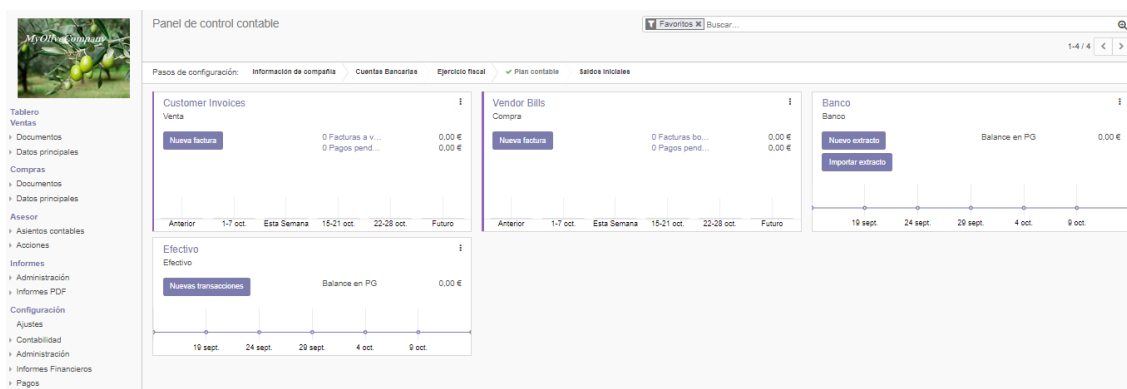 MyOliveCompany
Tablero
Ventas
Documentos
Datos principales
Compras
Documentos
Datos principales
Asesor
Asientos contables
Acciones
Informes
Administración
Informes PDF
Configuración
Ajustes
Contabilidad
Administración
Informes Financieros
Pagos
Panel de control contable
Favoritos × Buscar...
1-4 / 4 < >
Pasos de configuración: Información de compañía Cuentas Bancarias Ejercicio fiscal ✓ Plan contable Saldos Iniciales
Customer Invoices
Venta
Nueva factura
0 Facturas a v... 0,00 €
0 Pagos pend... 0,00 €
Anterior 1-7 oct. Esta Semana 15-21 oct. 22-28 oct. Futuro
Vendor Bills
Compra
Nueva factura
0 Facturas bo... 0,00 €
0 Pagos pend... 0,00 €
Anterior 1-7 oct. Esta Semana 15-21 oct. 22-28 oct. Futuro
Banco
Banco
Nuevo extracto Balance en PG 0,00 €
Importar extracto
19 sept. 24 sept. 29 sept. 4 oct. 9 oct.
Efectivo
Efectivo
Nuevas transacciones Balance en PG 0,00 €
19 sept. 24 sept. 29 sept. 4 oct. 9 oct.